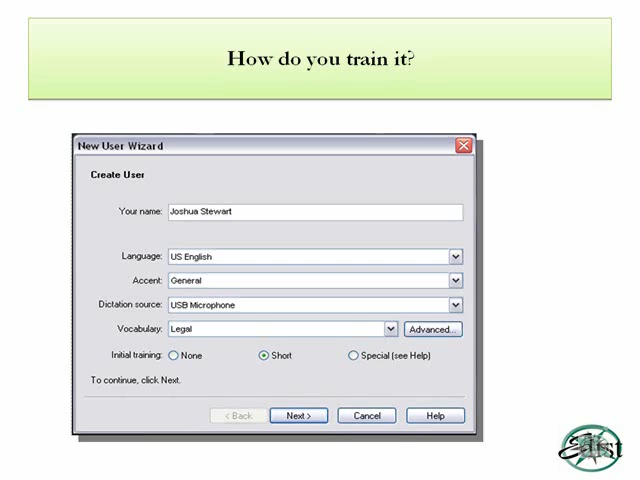 How do you train it?
New User Wizard
Create User
Your name: Joshua Stewart
Language: US English
Accent: General
Dictation source: USB Microphone
Vocabulary: Legal Advanced...
Initial training: None Short Special (see Help)
To continue, click Next.
< Back Next > Cancel Help